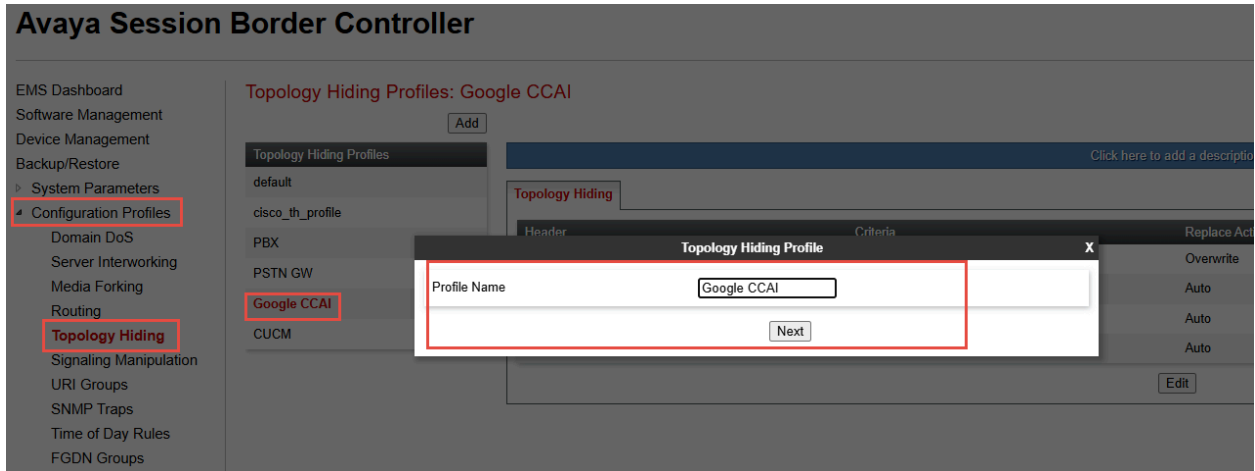 Avaya Session Border Controller
EMS Dashboard
Software Management
Device Management
Backup/Restore
System Parameters
Configuration Profiles
Domain DoS
Server Interworking
Media Forking
Routing
Topology Hiding
Signaling Manipulation
URI Groups
SNMP Traps
Time of Day Rules
FGDN Groups
Topology Hiding Profiles: Google CCAI
Add
Topology Hiding Profiles
default
cisco_th_profile
PBX
PSTN GW
Google CCAI
CUCM
Click here to add a descriptio
Topology Hiding
Header Criteria Replace Acti
Overwrite
Auto
Auto
Auto
Edit
Topology Hiding Profile X
Profile Name Google CCAI
Next